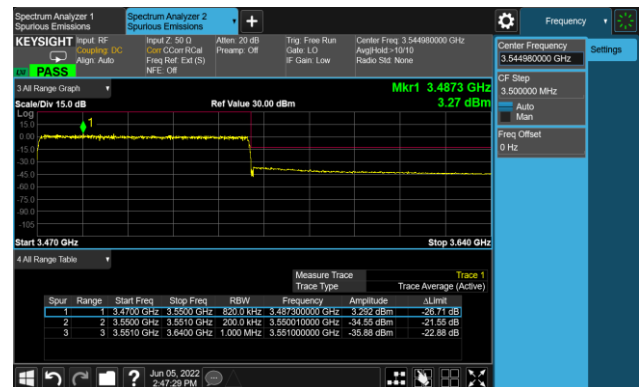 Spectrum Analyzer 1
Spurious Emissions
Spectrum Analyzer 2
Spurious Emissions
Frequency
KEYSIGHT
Input: RF
Coupling: DC
Align: Auto
Input Z: 50 Ω
Corr CCorr RCal
Freq Ref: Ext (S)
NFE: Off
Atten: 20 dB
Preamp: Off
Trig: Free Run
Gate: LO
IF Gain: Low
Center Freq: 3.544980000 GHz
Avg|Hold:>10/10
Radio Std: None
PASS
Center Frequency
3.544980000 GHz
Settings
CF Step
3.500000 MHz
Auto
Man
Freq Offset
0 Hz
3 All Range Graph
Mkr1 3.4873 GHz
Scale/Div 15.0 dB
Ref Value 30.00 dBm
3.27 dBm
Log
15.0
0.00
-15.0
-30.0
-45.0
-60.0
-75.0
-90.0
-105
1
Start 3.470 GHz
Stop 3.640 GHz
4 All Range Table
Measure Trace Trace 1
Trace Type Trace Average (Active)
Spur Range Start Freq Stop Freq RBW Frequency Amplitude ΔLimit
1 1 3.4700 GHz 3.5500 GHz 820.0 kHz 3.487300000 GHz 3.292 dBm -26.71 dB
2 2 3.5500 GHz 3.5510 GHz 200.0 kHz 3.550010000 GHz -34.55 dBm -21.55 dB
3 3 3.5510 GHz 3.6400 GHz 1.000 MHz 3.551000000 GHz -35.88 dBm -22.88 dB
Jun 05, 2022
2:47:29 PM